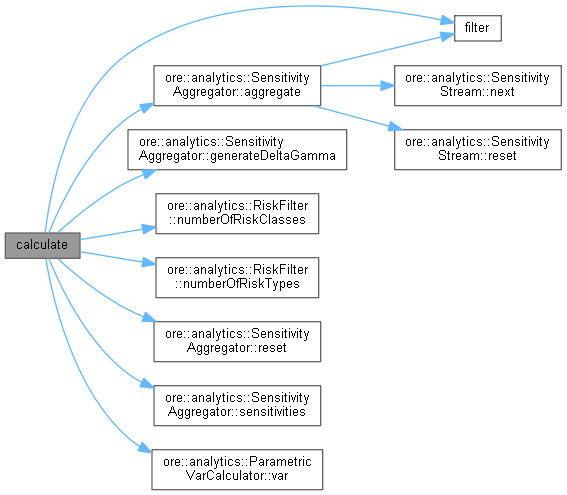 calculate
filter
ore::analytics::Sensitivity
Aggregator::aggregate
ore::analytics::Sensitivity
Stream::next
ore::analytics::Sensitivity
Stream::reset
ore::analytics::Sensitivity
Aggregator::generateDeltaGamma
ore::analytics::RiskFilter
::numberOfRiskClasses
ore::analytics::RiskFilter
::numberOfRiskTypes
ore::analytics::Sensitivity
Aggregator::reset
ore::analytics::Sensitivity
Aggregator::sensitivities
ore::analytics::Parametric
VarCalculator::var